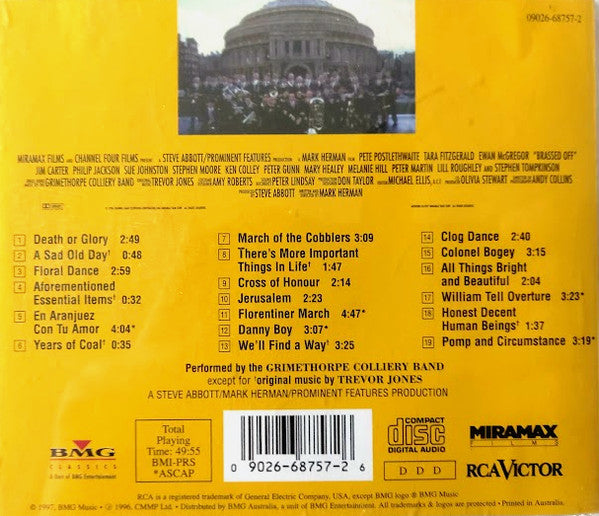 09026-68757-2
MIRAMAX FILMS AND CHANNEL FOUR FILMS PRESENT A STEVE ABBOTT/PROMINENT FEATURES PRODUCTION A MARK HERMAN FILM PETE POSTLETHWAITE TARA FITZGERALD EWAN McGREGOR "BRASSED OFF"
JIM CARTER PHILIP JACKSON SUE JOHNSTON STEPHEN MOORE KEN COLLEY PETER GUNN MARY HEALEY MELANIE HILL PETER MARTIN LILL ROUGHLEY AND STEPHEN TOMPKINSON
GRIMETHORPE COLLIERY BAND TREVOR JONES AMY ROBERTS PETER LINDSAY DON TAYLOR MICHAEL ELLIS, A.C.E. OLIVIA STEWART ANDY COLLINS
STEVE ABBOTT MARK HERMAN
1 Death or Glory 2:49
2 A Sad Old Day† 0:48
3 Floral Dance 2:59
4 Aforementioned
Essential Items† 0:32
5 En Aranjuez
Con Tu Amor 4:04*
6 Years of Coal† 0:35
7 March of the Cobblers 3:09
8 There's More Important
Things In Life† 1:47
9 Cross of Honour 2:14
10 Jerusalem 2:23
11 Florentiner March 4:47*
12 Danny Boy 3:07*
13 We'll Find a Way† 3:25
14 Clog Dance 2:40
15 Colonel Bogey 3:15
16 All Things Bright
and Beautiful 2:04
17 William Tell Overture 3:23*
18 Honest Decent
Human Beings† 1:37
19 Pomp and Circumstance 3:19*
Performed by the GRIMETHORPE COLLIERY BAND
except for †original music by TREVOR JONES
A STEVE ABBOTT/MARK HERMAN/PROMINENT FEATURES PRODUCTION
BMG
CLASSICS
A Unit of BMG Entertainment
Total
Playing
Time: 49:55
BMI-PRS
*ASCAP
0 09026-68757-2 6
COMPACT
disc
DIGITAL AUDIO
D D D
MIRAMAX
FILMS
RCA VICTOR
RCA is a registered trademark of General Electric Company, USA, except BMG logo ® BMG Music
© 1997, BMG Music • ℗ 1996, CMMP Ltd. • Distributed by BMG Australia, a unit of BMG Entertainment. All trademarks & logos are protected • Printed in Australia.